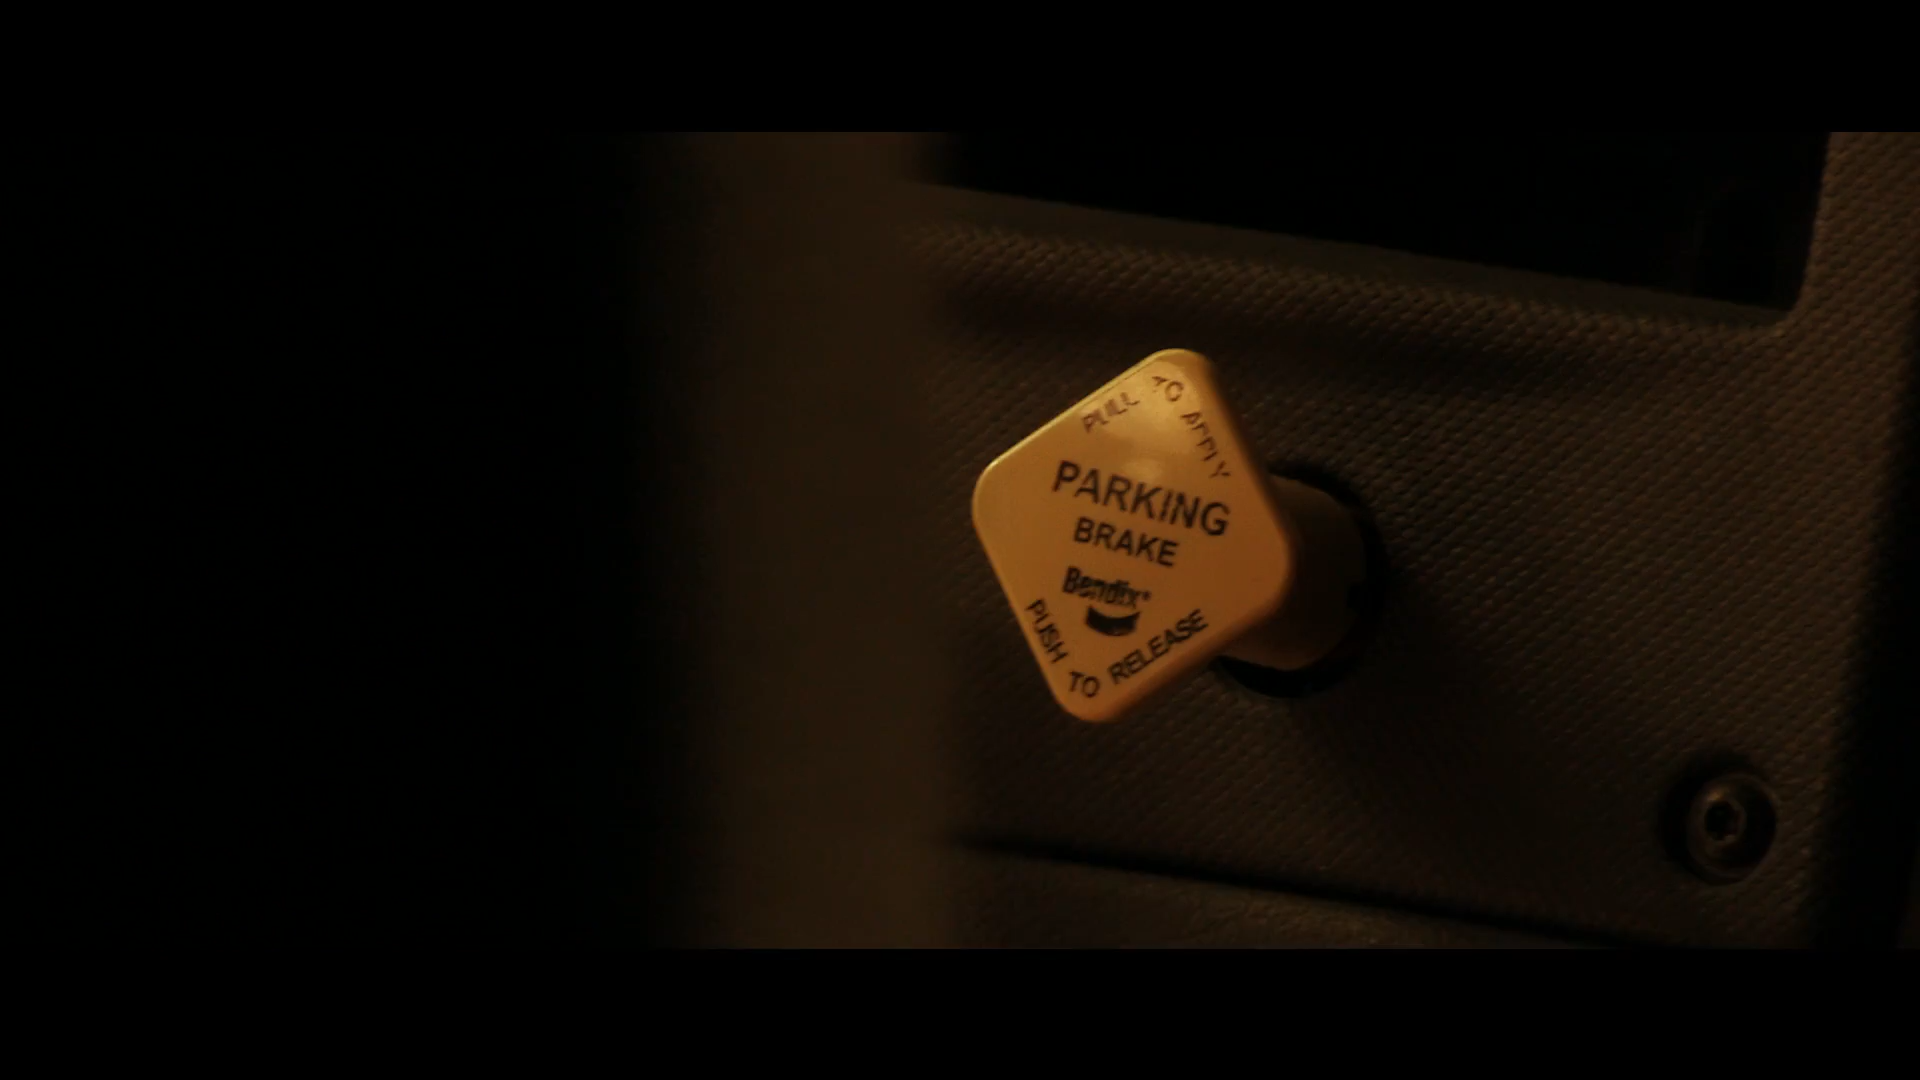 PULL TO APPLY
PARKING
BRAKE
Bendix®
PUSH TO RELEASE